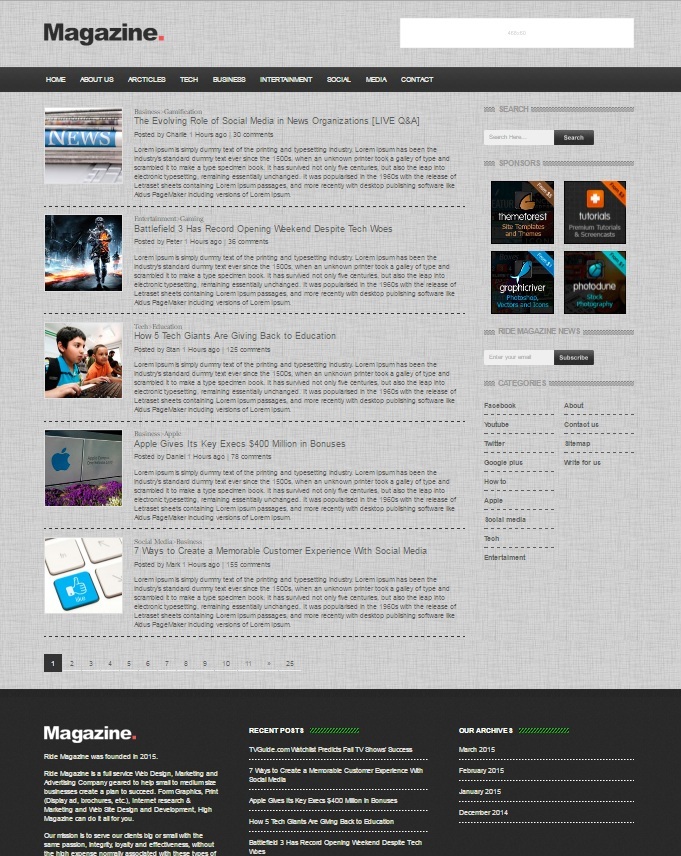 Magazine.
HOME ABOUT US ARCTICLES TECH BUSINESS INTERTAINMENT SOCIAL MEDIA CONTACT
NEWS
Business-Gamification
The Evolving Role of Social Media in News Organizations [LIVE Q&A]
Posted by Charlie 1 Hours ago | 30 comments
Lorem Ipsum is simply dummy text of the printing and typesetting industry. Lorem Ipsum has been the
industry's standard dummy text ever since the 1500s, when an unknown printer took a galley of type and
scrambled it to make a type specimen book. It has survived not only five centuries, but also the leap into
electronic typesetting, remaining essentially unchanged. It was popularised in the 1960s with the release of
Letraset sheets containing Lorem Ipsum passages, and more recently with desktop publishing software like
Aldus PageMaker including versions of Lorem Ipsum.
Entertainment-Gaming
Battlefield 3 Has Record Opening Weekend Despite Tech Woes
Posted by Peter 1 Hours ago | 36 comments
Lorem Ipsum is simply dummy text of the printing and typesetting industry. Lorem Ipsum has been the
industry's standard dummy text ever since the 1500s, when an unknown printer took a galley of type and
scrambled it to make a type specimen book. It has survived not only five centuries, but also the leap into
electronic typesetting, remaining essentially unchanged. It was popularised in the 1960s with the release of
Letraset sheets containing Lorem Ipsum passages, and more recently with desktop publishing software like
Aldus PageMaker including versions of Lorem Ipsum.
Tech-Education
How 5 Tech Giants Are Giving Back to Education
Posted by Stan 1 Hours ago | 125 comments
Lorem Ipsum is simply dummy text of the printing and typesetting industry. Lorem Ipsum has been the
industry's standard dummy text ever since the 1500s, when an unknown printer took a galley of type and
scrambled it to make a type specimen book. It has survived not only five centuries, but also the leap into
electronic typesetting, remaining essentially unchanged. It was popularised in the 1960s with the release of
Letraset sheets containing Lorem Ipsum passages, and more recently with desktop publishing software like
Aldus PageMaker including versions of Lorem Ipsum.
Business-Apple
Apple Gives Its Key Execs $400 Million in Bonuses
Posted by Daniel 1 Hours ago | 78 comments
Lorem Ipsum is simply dummy text of the printing and typesetting industry. Lorem Ipsum has been the
industry's standard dummy text ever since the 1500s, when an unknown printer took a galley of type and
scrambled it to make a type specimen book. It has survived not only five centuries, but also the leap into
electronic typesetting, remaining essentially unchanged. It was popularised in the 1960s with the release of
Letraset sheets containing Lorem Ipsum passages, and more recently with desktop publishing software like
Aldus PageMaker including versions of Lorem Ipsum.
Social Media-Business
7 Ways to Create a Memorable Customer Experience With Social Media
Posted by Mark 1 Hours ago | 155 comments
Lorem Ipsum is simply dummy text of the printing and typesetting industry. Lorem Ipsum has been the
industry's standard dummy text ever since the 1500s, when an unknown printer took a galley of type and
scrambled it to make a type specimen book. It has survived not only five centuries, but also the leap into
electronic typesetting, remaining essentially unchanged. It was popularised in the 1960s with the release of
Letraset sheets containing Lorem Ipsum passages, and more recently with desktop publishing software like
Aldus PageMaker including versions of Lorem Ipsum.
like
1 2 3 4 5 6 7 8 9 10 11 » 25
SEARCH
Search Here... Search
SPONSORS
themeforest
Site Templates
and Themes
tutorials
Premium Tutorials
& Screencasts
graphicriver
Photoshop,
Vectors and Icons
photodune
Stock
Photography
RIDE MAGAZINE NEWS
Enter your email Subscribe
CATEGORIES
Facebook
Youtube
Twitter
Google plus
How to
Apple
Social media
Tech
Entertaiment
About
Contact us
Sitemap
Write for us
Magazine.
Ride Magazine was founded in 2015.
Ride Magazine is a full service Web Design, Marketing and
Advertising Company geared to help small to medium size
businesses create a plan to succeed. Form Graphics, Print
(Display ad, brochures, etc.), Internet research &
Marketing and Web Site Design and Development, High
Magazine can do it all for you.
Our mission is to serve our clients big or small with the
same passion, integrity, loyalty and effectiveness, without
the high expense normally associated with these types of
RECENT POSTS
TVGuide.com Watchlist Predicts Fall TV Shows' Success
7 Ways to Create a Memorable Customer Experience With
Social Media
Apple Gives Its Key Execs $400 Million in Bonuses
How 5 Tech Giants Are Giving Back to Education
Battlefield 3 Has Record Opening Weekend Despite Tech
Woes
OUR ARCHIVES
March 2015
February 2015
January 2015
December 2014